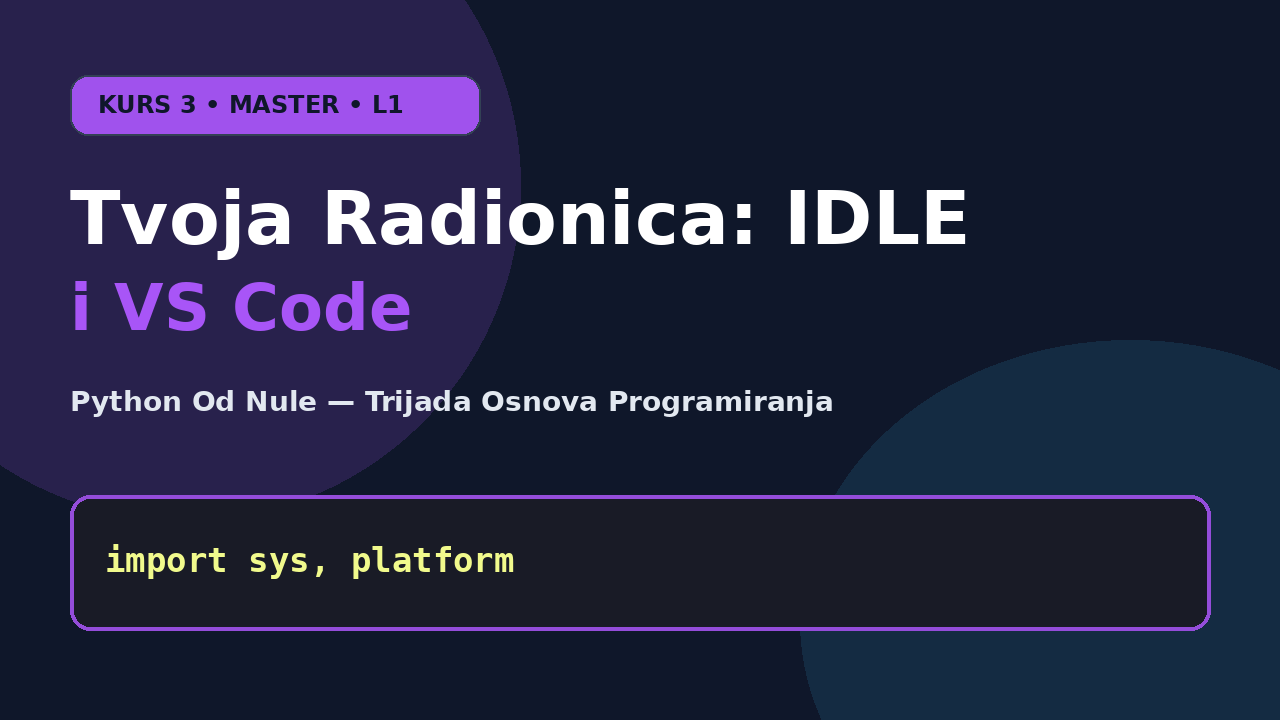 KURS 3 • MASTER • L1
Tvoja Radionica: IDLE
i VS Code
Python Od Nule — Trijada Osnova Programiranja
import sys, platform